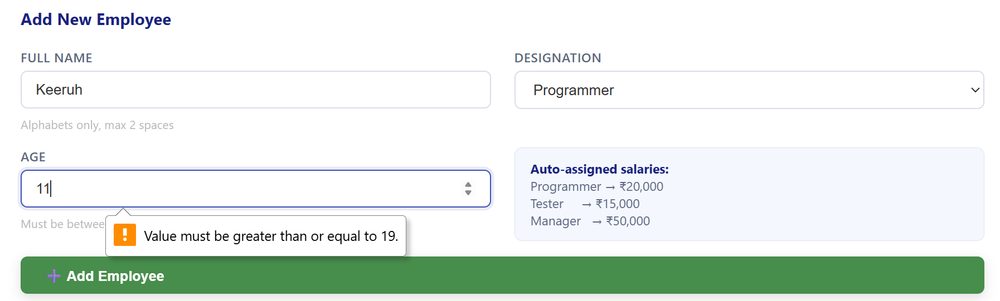 Add New Employee
FULL NAME
Keeruh
Alphabets only, max 2 spaces
DESIGNATION
Programmer
AGE
11
Must be
Value must be greater than or equal to 19.
Auto-assigned salaries:
Programmer → ₹20,000
Tester → ₹15,000
Manager → ₹50,000
➕ Add Employee